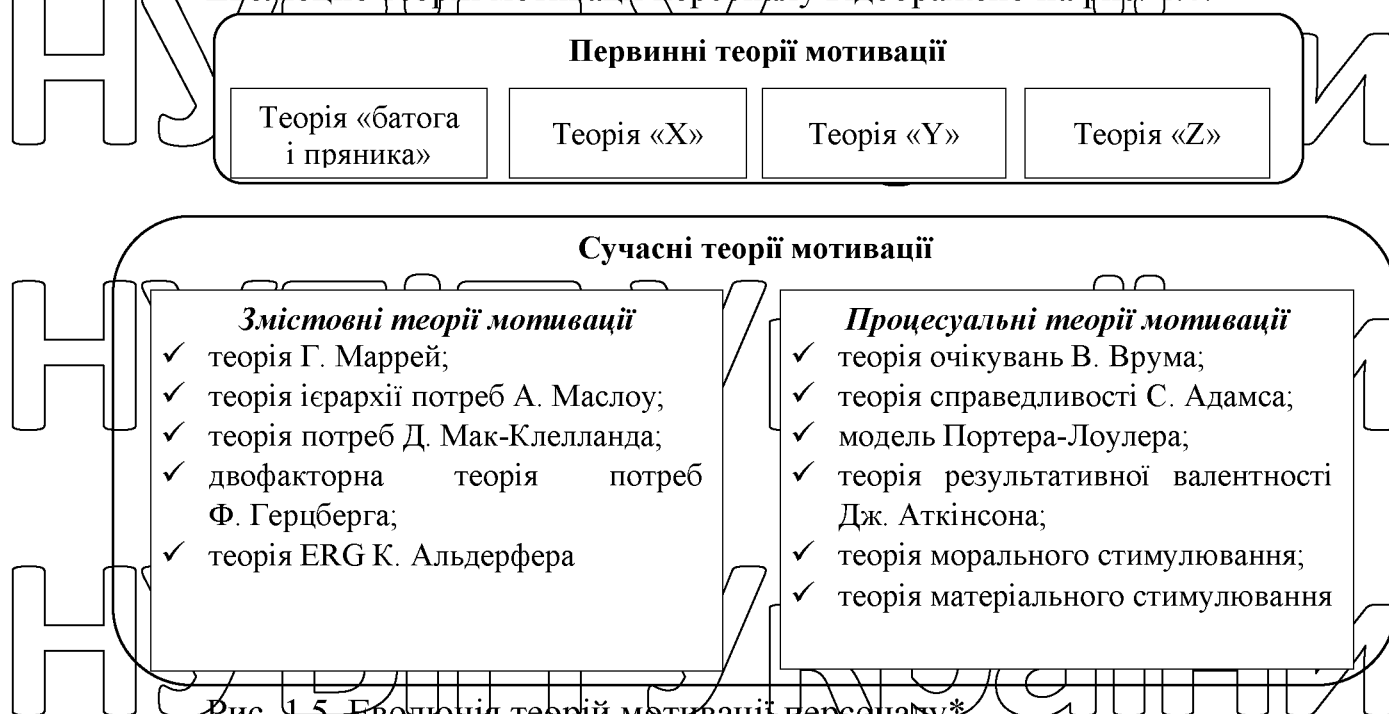 Первинні теорії мотивації
Теорія «батога
і пряника»
Теорія «X»
Теорія «Y»
Теорія «Z»
Сучасні теорії мотивації
Змістовні теорії мотивації
✓ теорія Г. Маррей;
✓ теорія ієрархії потреб А. Маслоу;
✓ теорія потреб Д. Мак-Клелланда;
✓ двофакторна теорія потреб
Ф. Герцберга;
✓ теорія ERG К. Альдерфера
Процесуальні теорії мотивації
✓ теорія очікувань В. Врума;
✓ теорія справедливості С. Адамса;
✓ модель Портера-Лоулера;
✓ теорія результативної валентності
Дж. Аткінсона;
✓ теорія морального стимулювання;
✓ теорія матеріального стимулювання
Рис. 1.5. Еволюція теорій мотивації персоналу*